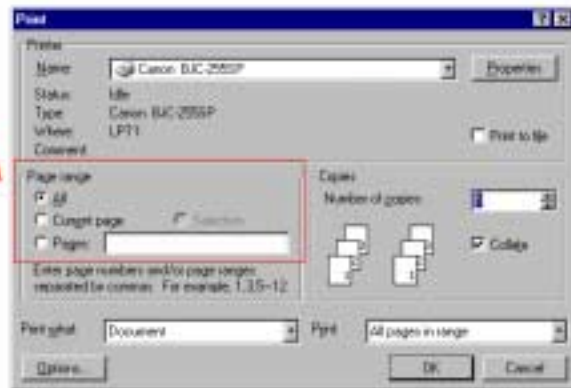 Print
Printer
Name: Canon BJC-255SP Properties
Status: Idle
Type: Canon BJC-255SP
Where: LPT1
Comment: Print to file
Page range
All
Current page Selection
Pages:
Enter page numbers and/or page ranges
separated by commas. For example, 1,3,5-12
Copies
Number of copies: 1
Collate
Print what: Document
Print: All pages in range
Options... OK Cancel